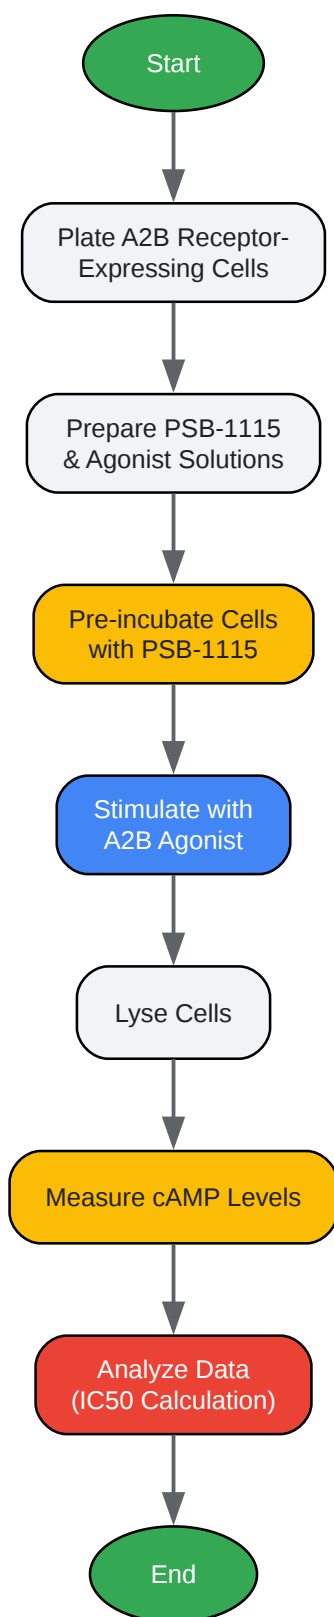 Start
Plate A2B Receptor-
Expressing Cells
Prepare PSB-1115
& Agonist Solutions
Pre-incubate Cells
with PSB-1115
Stimulate with
A2B Agonist
Lyse Cells
Measure cAMP Levels
Analyze Data
(IC50 Calculation)
End